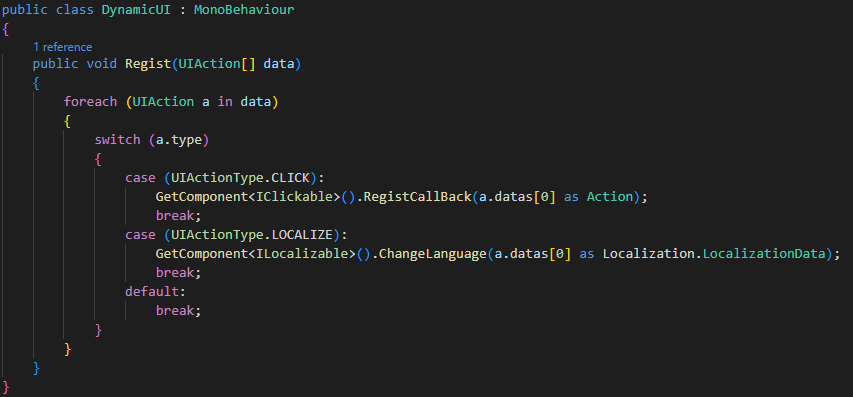 public class DynamicUI : MonoBehaviour
{
1 reference
public void Regist(UIAction[] data)
{
foreach (UIAction a in data)
{
switch (a.type)
{
case (UIActionType.CLICK):
GetComponent<IClickable>().RegistCallBack(a.datas[0] as Action);
break;
case (UIActionType.LOCALIZE):
GetComponent<ILocalizable>().ChangeLanguage(a.datas[0] as Localization.LocalizationData);
break;
default:
break;
}
}
}
}